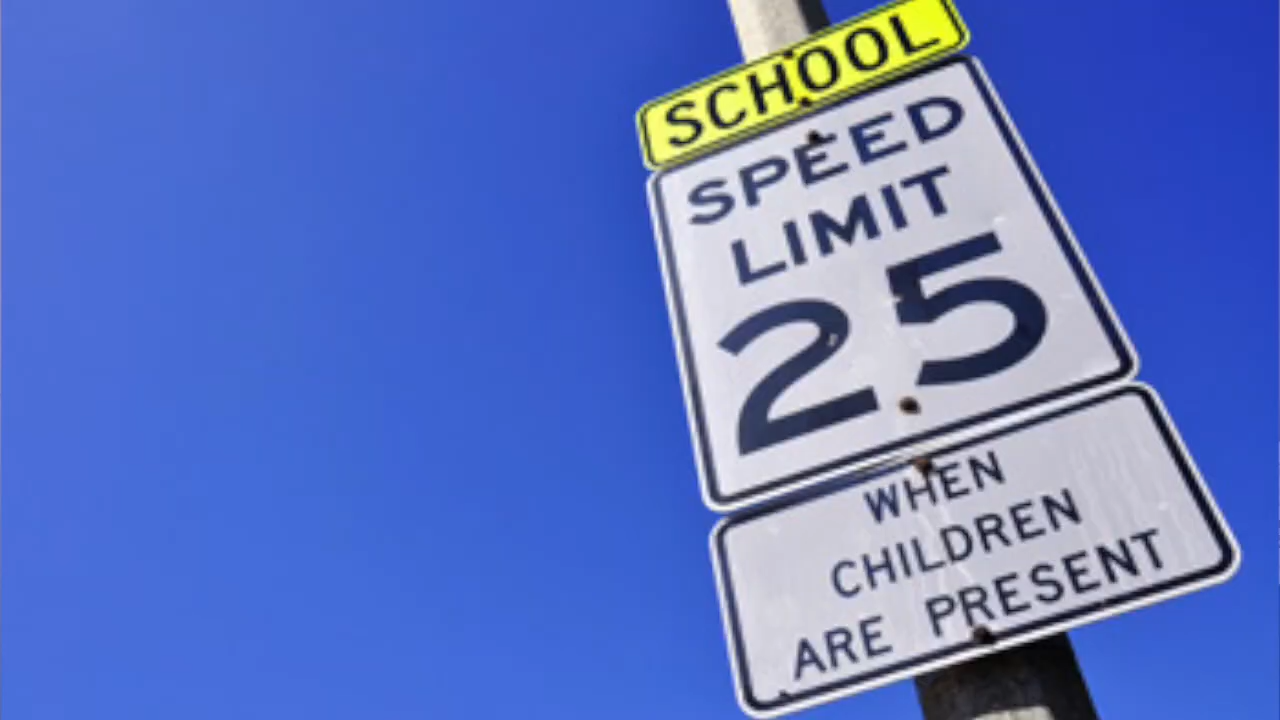 SCHOOL
SPEED
LIMIT
25
WHEN
CHILDREN
ARE PRESENT